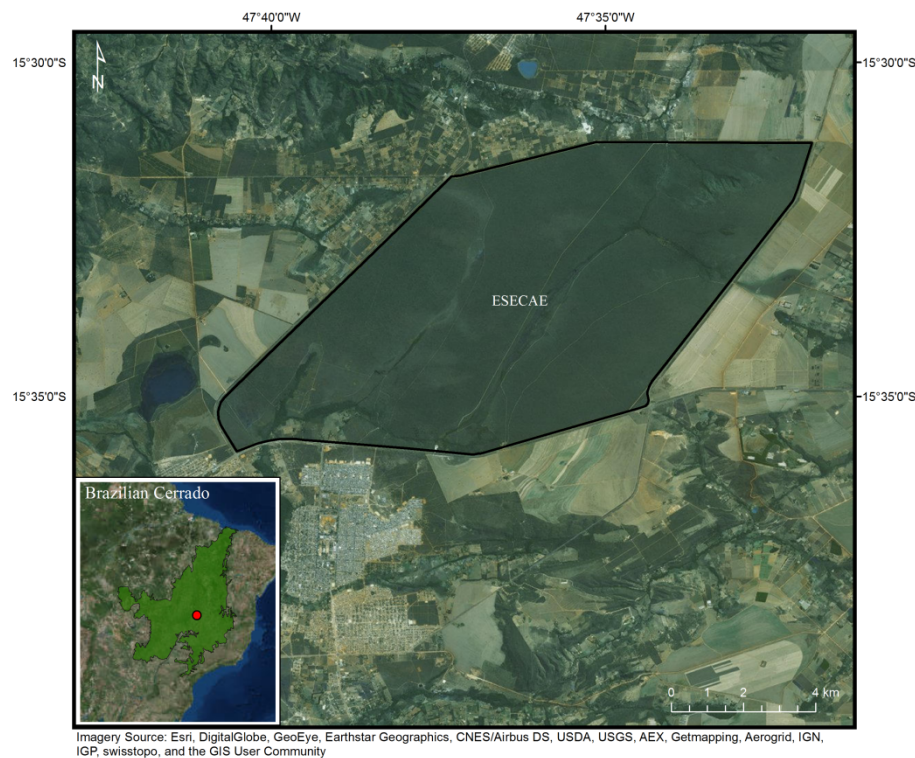 47°40'0"W 47°35'0"W
15°30'0"S 15°30'0"S
N
ESECAE
15°35'0"S 15°35'0"S
Brazilian Cerrado
0 2 4 km
Imagery Source: Esri, DigitalGlobe, GeoEye, Earthstar Geographics, CNES/Airbus DS, USDA, USGS, AEX, Getmapping, Aerogrid, IGN,
IGP, swisstopo, and the GIS User Community